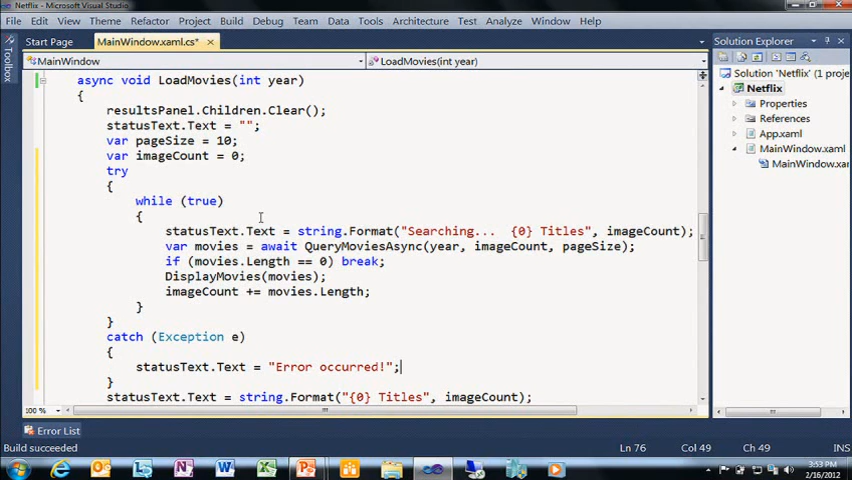 Netflix - Microsoft Visual Studio
File Edit View Theme Refactor Project Build Debug Team Data Tools Architecture Test Analyze Window Help
Start Page MainWindow.xaml.cs* ×
MainWindow LoadMovies(int year)
Toolbox
async void LoadMovies(int year)
{
resultsPanel.Children.Clear();
statusText.Text = "";
var pageSize = 10;
var imageCount = 0;
try
{
while (true)
{
statusText.Text = string.Format("Searching...  {0} Titles", imageCount);
var movies = await QueryMoviesAsync(year, imageCount, pageSize);
if (movies.Length == 0) break;
DisplayMovies(movies);
imageCount += movies.Length;
}
}
catch (Exception e)
{
statusText.Text = "Error occurred!";
}
statusText.Text = string.Format("{0} Titles", imageCount);
100 %
Solution Explorer
Solution 'Netflix' (1 proje
Netflix
Properties
References
App.xaml
MainWindow.xaml
MainWindow.xar
Error List
Build succeeded Ln 76 Col 49 Ch 49 INS
3:53 PM
2/16/2012